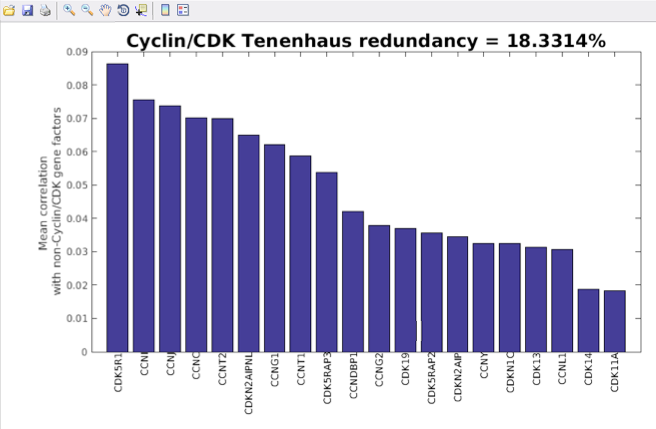 Cyclin/CDK Tenenhaus redundancy = 18.3314%
Mean correlation
with non-Cyclin/CDK gene factors
0.09
0.08
0.07
0.06
0.05
0.04
0.03
0.02
0.01
0
CDK5R1
CCNI
CCNJ
CCNC
CCNT2
CDKN2AIPNL
CCNG1
CCNT1
CDK5RAP3
CCNDBP1
CCNG2
CDK19
CDK5RAP2
CDKN2AIP
CCNY
CDKN1C
CDK13
CCNL1
CDK14
CDK11A